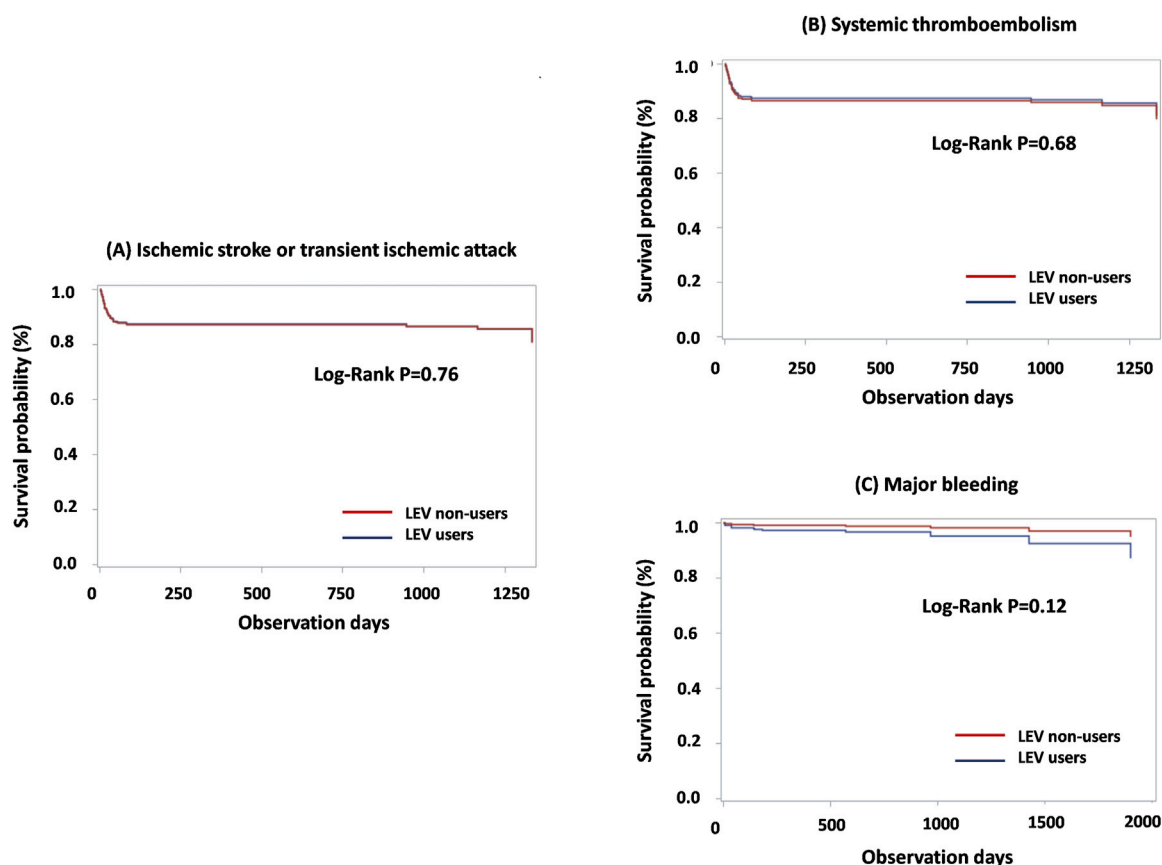 (A) Ischemic stroke or transient ischemic attack
Survival probability (%)
1.0
0.8
0.6
0.4
0.2
0.0
Log-Rank P=0.76
LEV non-users
LEV users
0 250 500 750 1000 1250
Observation days
(B) Systemic thromboembolism
Survival probability (%)
1.0
0.8
0.6
0.4
0.2
0.0
Log-Rank P=0.68
LEV non-users
LEV users
0 250 500 750 1000 1250
Observation days
(C) Major bleeding
Survival probability (%)
1.0
0.8
0.6
0.4
0.2
0.0
Log-Rank P=0.12
LEV non-users
LEV users
0 500 1000 1500 2000
Observation days